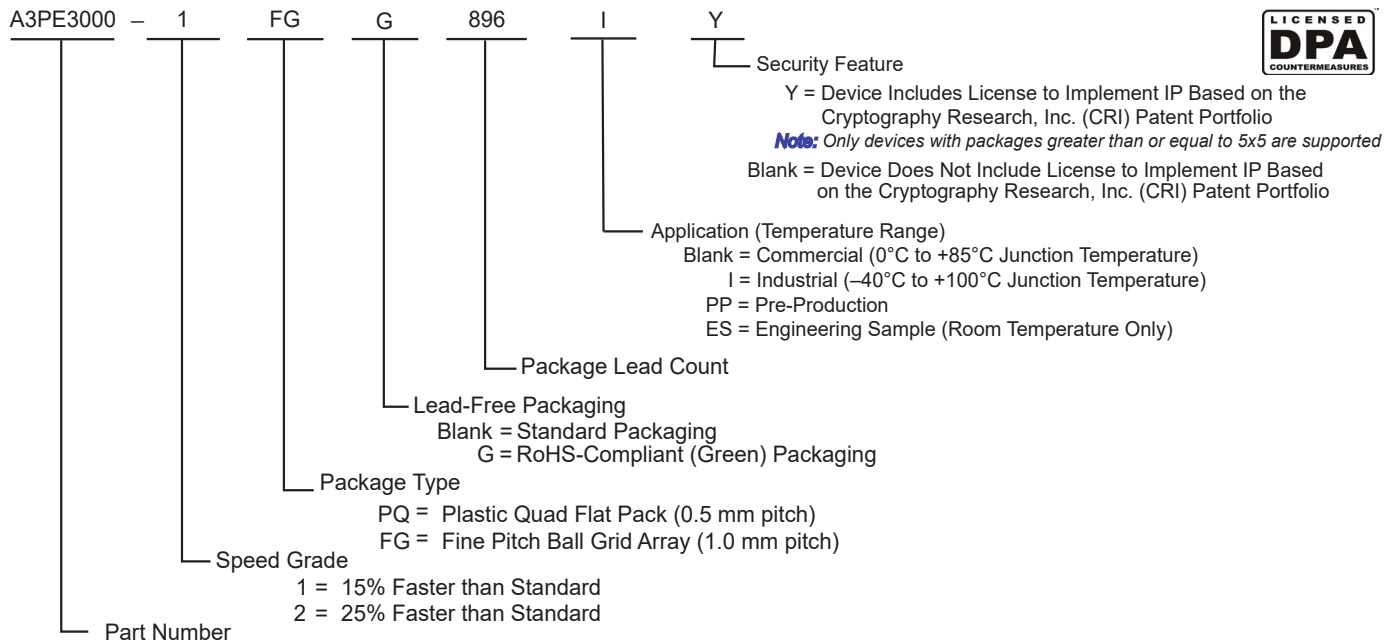 A3PE3000 – 1 FG G 896 I Y
LICENSED
DPA
COUNTERMEASURES
Security Feature
Y = Device Includes License to Implement IP Based on the
Cryptography Research, Inc. (CRI) Patent Portfolio
Note: Only devices with packages greater than or equal to 5x5 are supported
Blank = Device Does Not Include License to Implement IP Based
on the Cryptography Research, Inc. (CRI) Patent Portfolio
Application (Temperature Range)
Blank = Commercial (0°C to +85°C Junction Temperature)
I = Industrial (–40°C to +100°C Junction Temperature)
PP = Pre-Production
ES = Engineering Sample (Room Temperature Only)
Package Lead Count
Lead-Free Packaging
Blank = Standard Packaging
G = RoHS-Compliant (Green) Packaging
Package Type
PQ = Plastic Quad Flat Pack (0.5 mm pitch)
FG = Fine Pitch Ball Grid Array (1.0 mm pitch)
Speed Grade
1 = 15% Faster than Standard
2 = 25% Faster than Standard
Part Number